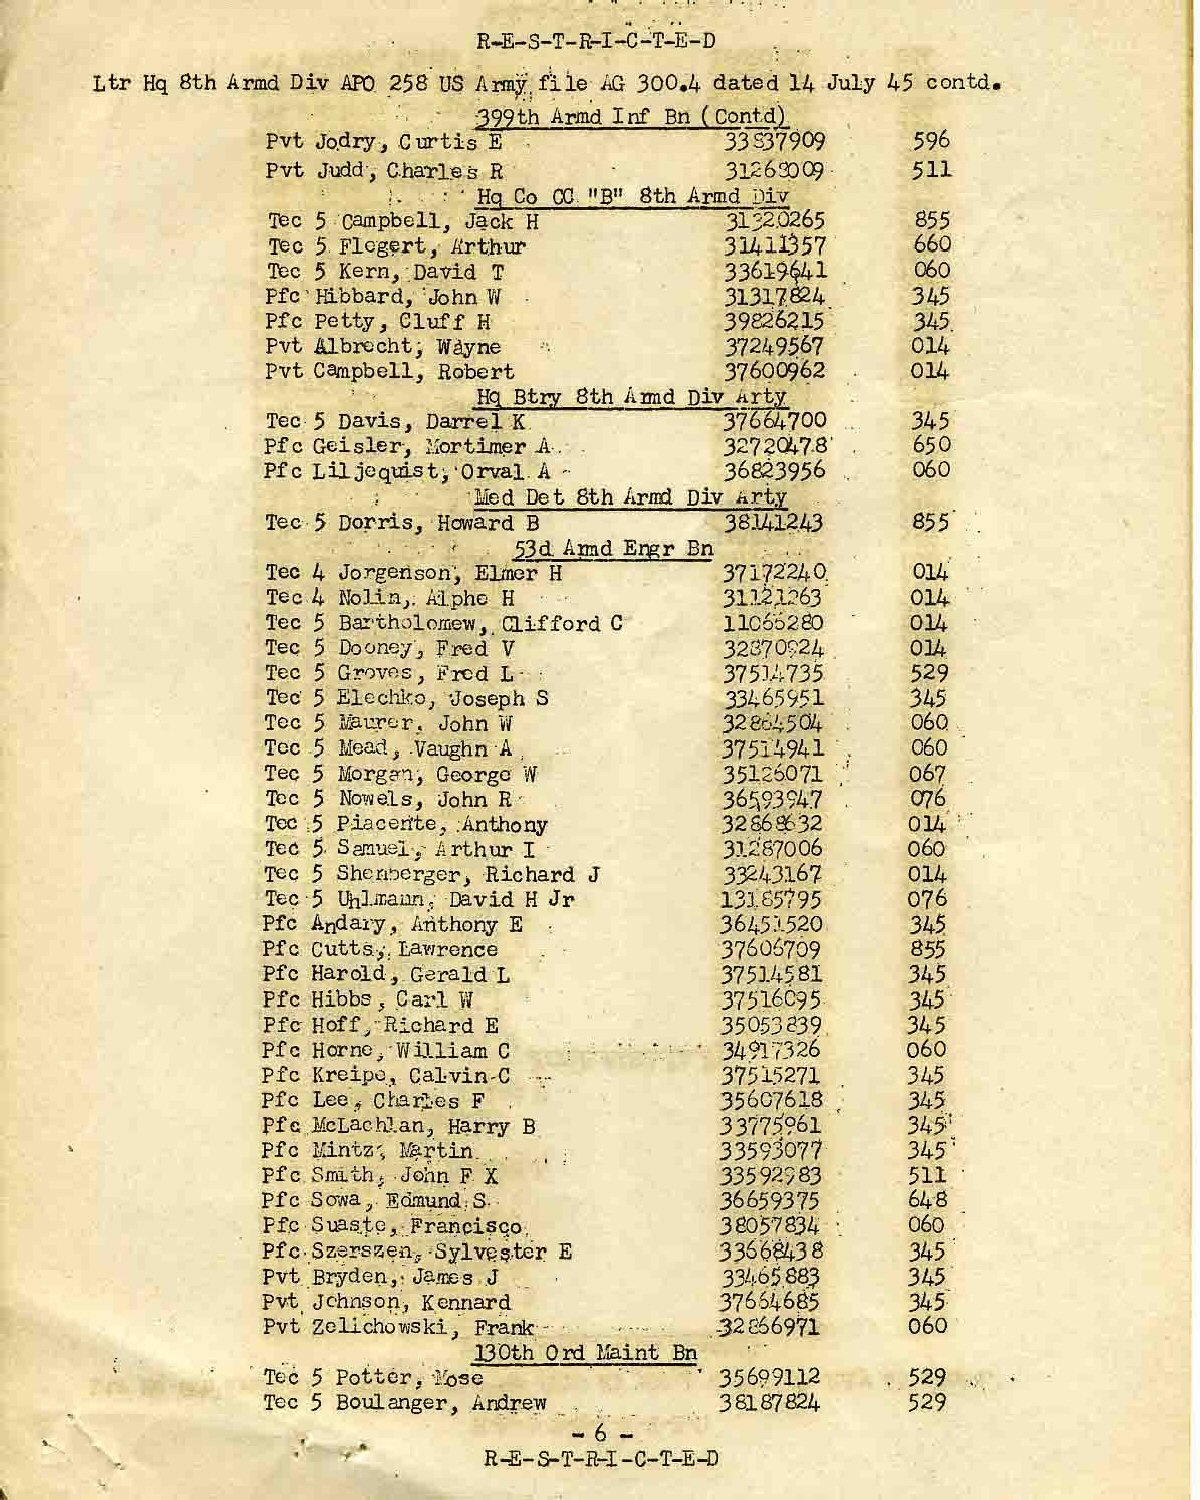 R-E-S-T-R-I-C-T-E-D
Ltr Hq 8th Armd Div APO 258 US Army file AG 300.4 dated 14 July 45 contd.
399th Armd Inf Bn (Contd)
Pvt Jodry, Curtis E 33837909 596
Pvt Judd, Charles R 31268009 511
Hq Co CC "B" 8th Armd Div
Tec 5 Campbell, Jack H 31320265 855
Tec 5 Flegert, Arthur 31411357 660
Tec 5 Kern, David T 33619641 060
Pfc Hibbard, John W 31317824 345
Pfc Petty, Cluff H 39826215 345
Pvt Albrecht, Wayne 37249567 014
Pvt Campbell, Robert 37600962 014
Hq Btry 8th Armd Div Arty
Tec 5 Davis, Darrel K 37664700 345
Pfc Geisler, Mortimer A 32720478 650
Pfc Liljequist, Orval A 36823956 060
Med Det 8th Armd Div Arty
Tec 5 Dorris, Howard B 38141243 855
53d Armd Engr Bn
Tec 4 Jorgenson, Elmer H 37172240 014
Tec 4 Nolin, Alphe H 31121263 014
Tec 5 Bartholomew, Clifford C 11066280 014
Tec 5 Dooney, Fred V 32870924 014
Tec 5 Groves, Fred L 37514735 529
Tec 5 Elechko, Joseph S 33465951 345
Tec 5 Maurer, John W 32864504 060
Tec 5 Mead, Vaughn A 37514941 060
Tec 5 Morgan, George W 35126071 067
Tec 5 Nowels, John R 36593947 076
Tec 5 Piacente, Anthony 32868632 014
Tec 5 Samuel, Arthur I 31287006 060
Tec 5 Shenberger, Richard J 33243167 014
Tec 5 Uhlmann, David H Jr 13185795 076
Pfc Andary, Anthony E 36451520 345
Pfc Cutts, Lawrence 37606709 855
Pfc Harold, Gerald L 37514581 345
Pfc Hibbs, Carl W 37516095 345
Pfc Hoff, Richard E 35053839 345
Pfc Horne, William C 34917326 060
Pfc Kreipe, Calvin C 37515271 345
Pfc Lee, Charles F 35607618 345
Pfc McLachlan, Harry B 33775961 345
Pfc Mintz, Martin 33593077 345
Pfc Smith, John F X 33592983 511
Pfc Sowa, Edmund S 36659375 648
Pfc Suaste, Francisco 38057834 060
Pfc Szerszen, Sylvester E 33668438 345
Pvt Bryden, James J 33465883 345
Pvt Johnson, Kennard 37664685 345
Pvt Zelichowski, Frank 32866971 060
130th Ord Maint Bn
Tec 5 Potter, Mose 35699112 529
Tec 5 Boulanger, Andrew 38187824 529
- 6 -
R-E-S-T-R-I-C-T-E-D